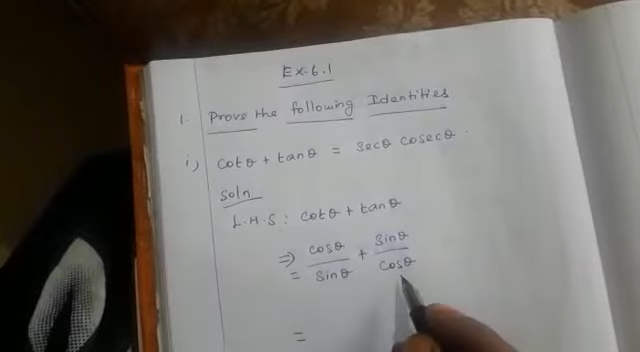 Ex-6.1
1. Prove the following Identities
i) cotθ + tanθ = secθ cosecθ.
Soln
L.H.S : cotθ + tanθ
⇒ = cosθ/sinθ + sinθ/cosθ
=